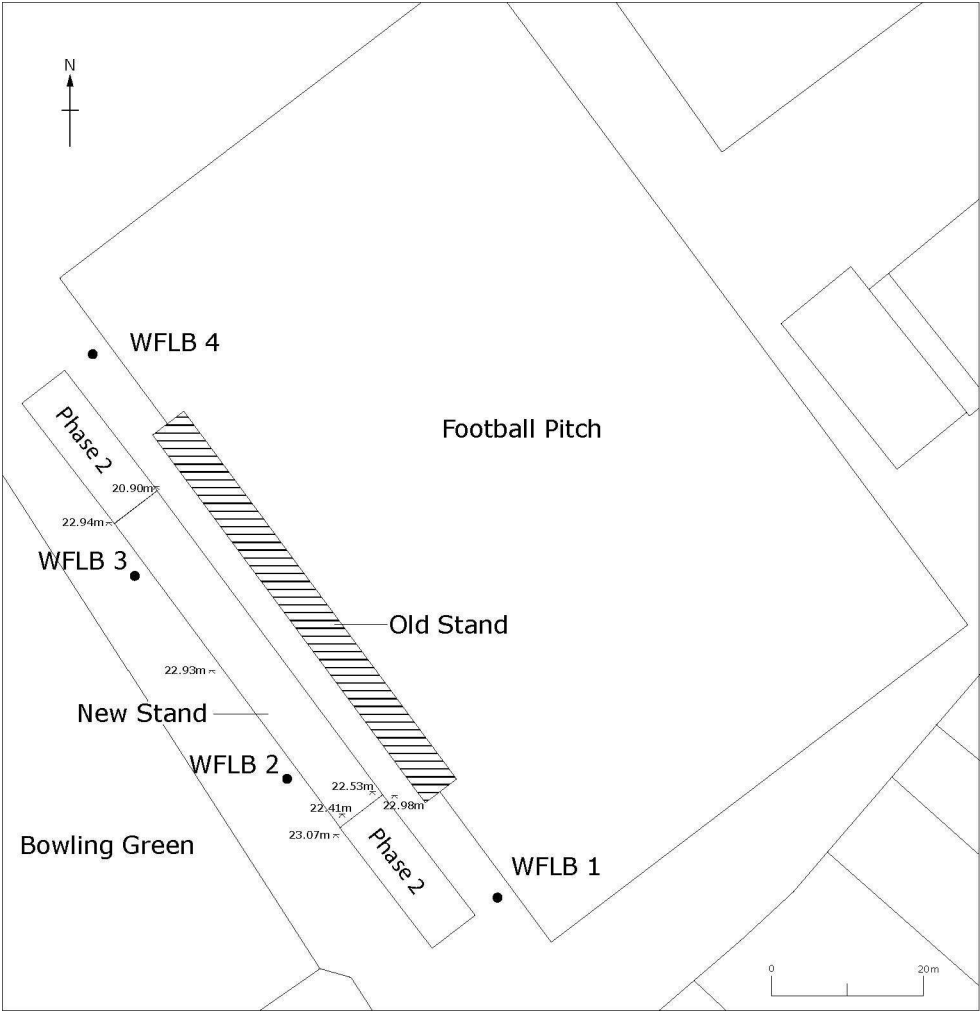 N
WFLB 4
Phase 2
Football Pitch
20.90m
22.94m
WFLB 3
Old Stand
22.93m
New Stand
WFLB 2
22.53m
22.41m
22.98m
23.07m
Bowling Green
Phase 2
WFLB 1
0
20m